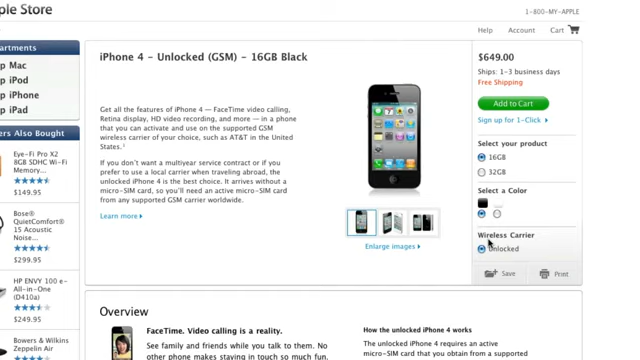 ple Store
1-800-MY-APPLE
Help Account Cart
artments
p Mac
p iPod
p iPhone
p iPad
ers Also Bought
Eye-Fi Pro X2
8GB SDHC Wi-Fi
Memory...
$149.95
Bose®
QuietComfort®
15 Acoustic
Noise...
$299.95
HP ENVY 100 e-
All-in-One
(D410a)
$249.95
Bowers & Wilkins
Zeppelin Air
iPhone 4 - Unlocked (GSM) - 16GB Black
Get all the features of iPhone 4 — FaceTime video calling,
Retina display, HD video recording, and more — in a phone
that you can activate and use on the supported GSM
wireless carrier of your choice, such as AT&T in the United
States.¹
If you don't want a multiyear service contract or if you
prefer to use a local carrier when traveling abroad, the
unlocked iPhone 4 is the best choice. It arrives without a
micro-SIM card, so you'll need an active micro-SIM card
from any supported GSM carrier worldwide.
Learn more
Enlarge images
$649.00
Ships: 1-3 business days
Free Shipping
Add to Cart
Sign up for 1-Click
Select your product
16GB
32GB
Select a Color
Wireless Carrier
Unlocked
Save Print
Overview
FaceTime. Video calling is a reality.
See family and friends while you talk to them. No
other phone makes staying in touch so much fun.
How the unlocked iPhone 4 works
The unlocked iPhone 4 requires an active
micro-SIM card that you obtain from a supported